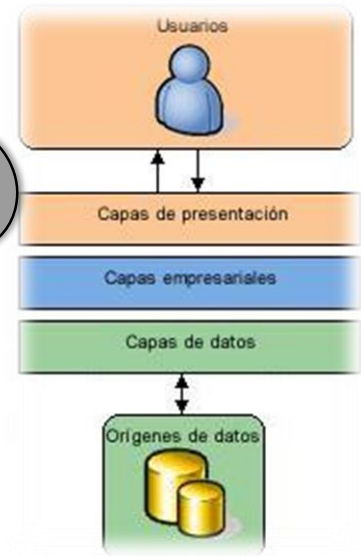 Usuarios
Capas de presentación
Capas empresariales
Capas de datos
Orígenes de datos